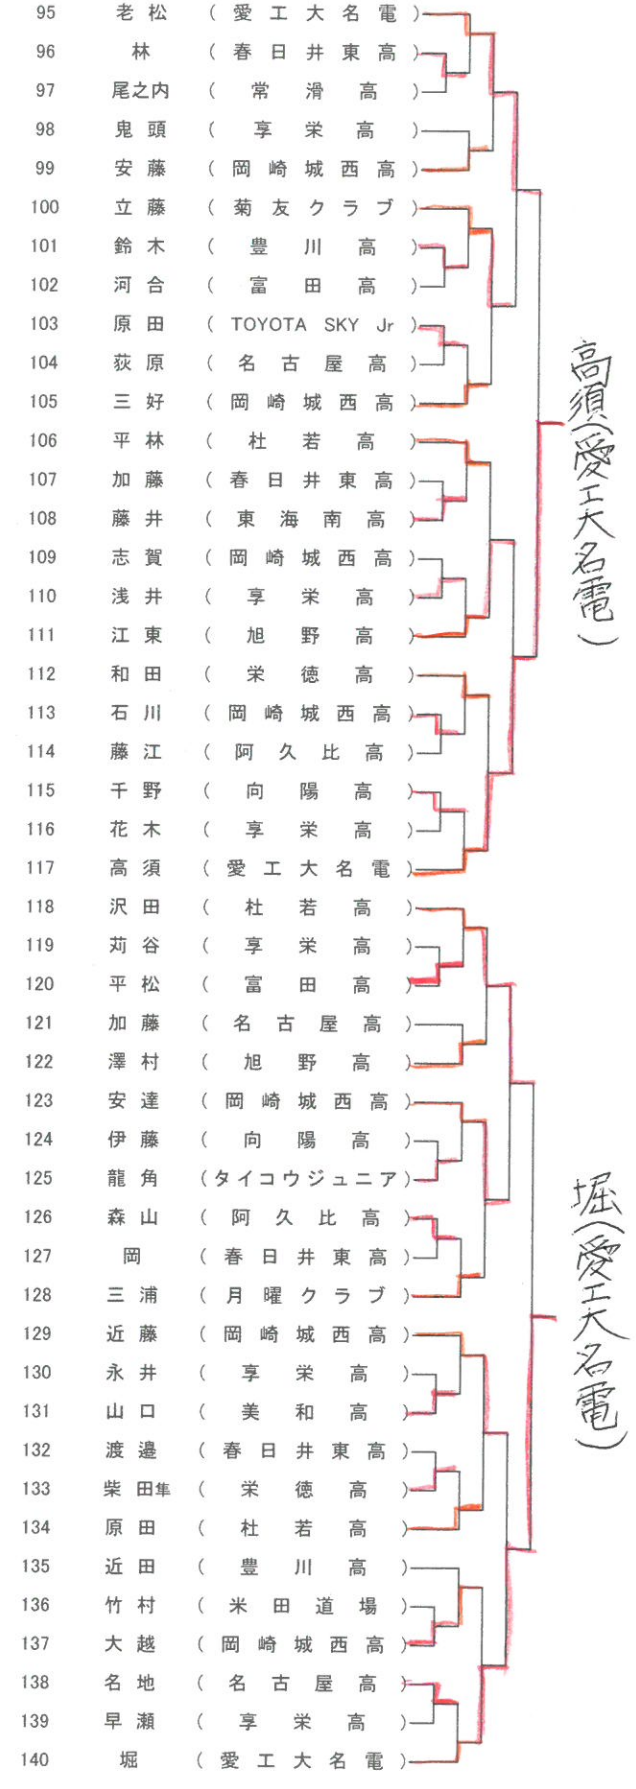 95 老松 (愛工大名電)
96 林 (春日井東高)
97 尾之内 (常滑高)
98 鬼頭 (享栄高)
99 安藤 (岡崎城西高)
100 立藤 (菊友クラブ)
101 鈴木 (豊川高)
102 河合 (富田高)
103 原田 (TOYOTA SKY Jr)
104 荻原 (名古屋高)
105 三好 (岡崎城西高)
106 平林 (杜若高)
107 加藤 (春日井東高)
108 藤井 (東海南高)
109 志賀 (岡崎城西高)
110 浅井 (享栄高)
111 江東 (旭野高)
112 和田 (栄徳高)
113 石川 (岡崎城西高)
114 藤江 (阿久比高)
115 千野 (向陽高)
116 花木 (享栄高)
117 高須 (愛工大名電)
118 沢田 (杜若高)
119 苅谷 (享栄高)
120 平松 (富田高)
121 加藤 (名古屋高)
122 澤村 (旭野高)
123 安達 (岡崎城西高)
124 伊藤 (向陽高)
125 龍角 (タイコウジュニア)
126 森山 (阿久比高)
127 岡 (春日井東高)
128 三浦 (月曜クラブ)
129 近藤 (岡崎城西高)
130 永井 (享栄高)
131 山口 (美和高)
132 渡邉 (春日井東高)
133 柴田隼 (栄徳高)
134 原田 (杜若高)
135 近田 (豊川高)
136 竹村 (米田道場)
137 大越 (岡崎城西高)
138 名地 (名古屋高)
139 早瀬 (享栄高)
140 堀 (愛工大名電)
高須(愛工大名電)
堀(愛工大名電)